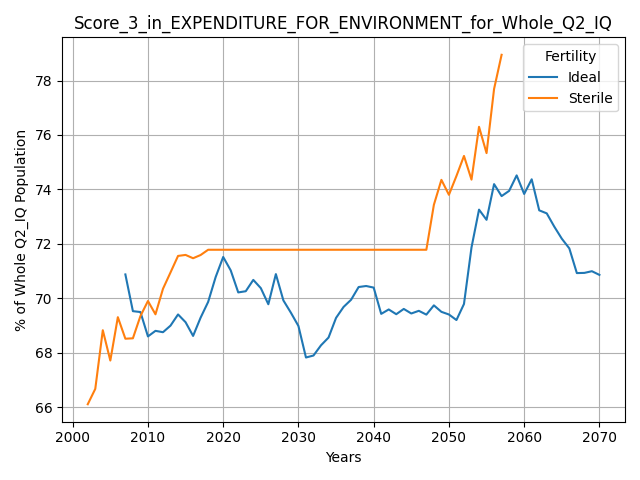 Score_3_in_EXPENDITURE_FOR_ENVIRONMENT_for_Whole_Q2_IQ
Fertility
Ideal
Sterile
% of Whole Q2_IQ Population
78
76
74
72
70
68
66
2000
2010
2020
2030
2040
2050
2060
2070
Years